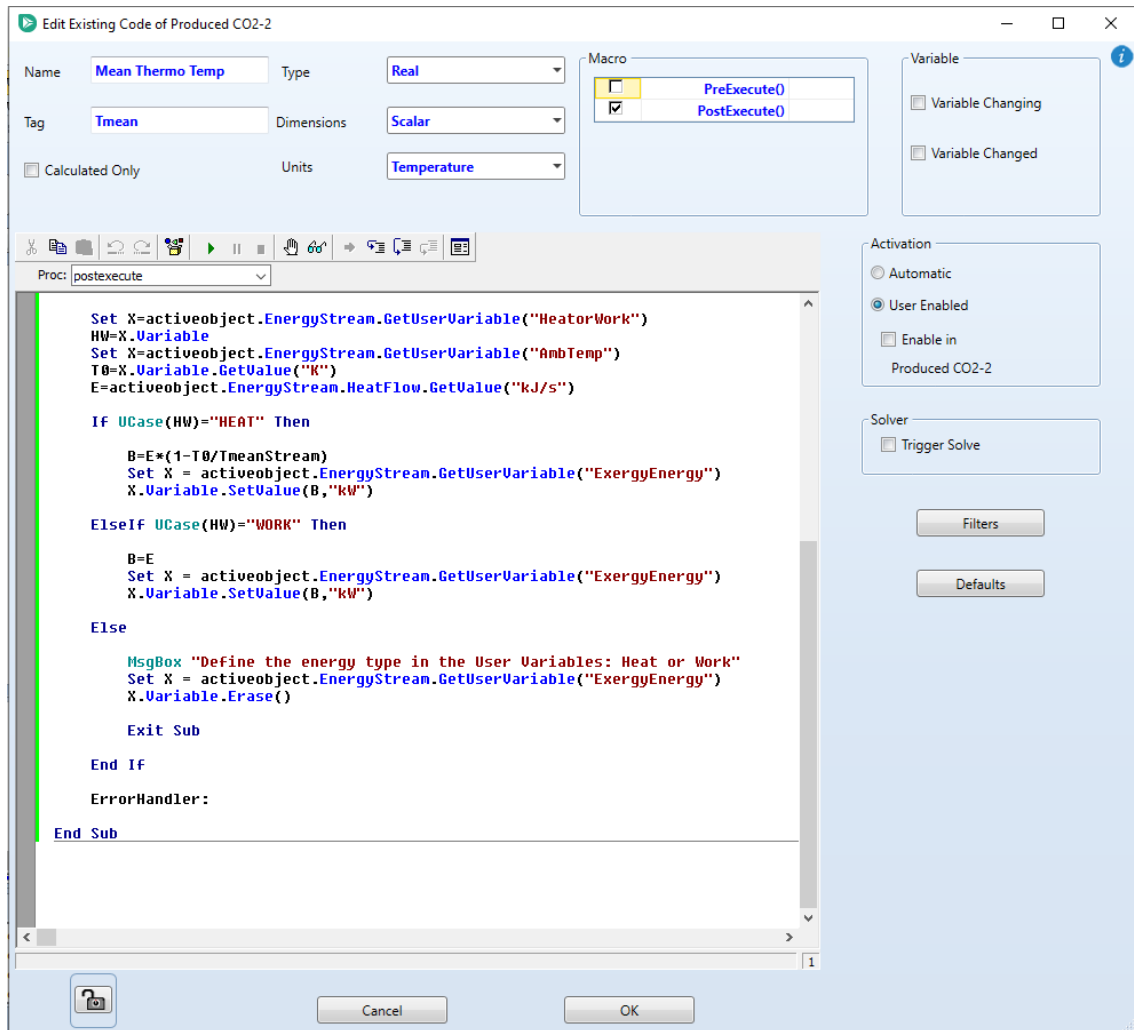 Edit Existing Code of Produced CO2-2
Name Mean Thermo Temp Type Real
Tag Tmean Dimensions Scalar
Calculated Only Units Temperature
Macro
PreExecute()
PostExecute()
Variable
Variable Changing
Variable Changed
i
Proc: postexecute
Set X=activeobject.EnergyStream.GetUserVariable("HeatorWork")
HW=X.Variable
Set X=activeobject.EnergyStream.GetUserVariable("AmbTemp")
T0=X.Variable.GetValue("K")
E=activeobject.EnergyStream.HeatFlow.GetValue("kJ/s")
If UCase(HW)="HEAT" Then
B=E*(1-T0/TmeanStream)
Set X = activeobject.EnergyStream.GetUserVariable("ExergyEnergy")
X.Variable.SetValue(B,"kW")
ElseIf UCase(HW)="WORK" Then
B=E
Set X = activeobject.EnergyStream.GetUserVariable("ExergyEnergy")
X.Variable.SetValue(B,"kW")
Else
MsgBox "Define the energy type in the User Variables: Heat or Work"
Set X = activeobject.EnergyStream.GetUserVariable("ExergyEnergy")
X.Variable.Erase()
Exit Sub
End If
ErrorHandler:
End Sub
1
Activation
Automatic
User Enabled
Enable in
Produced CO2-2
Solver
Trigger Solve
Filters
Defaults
Cancel
OK